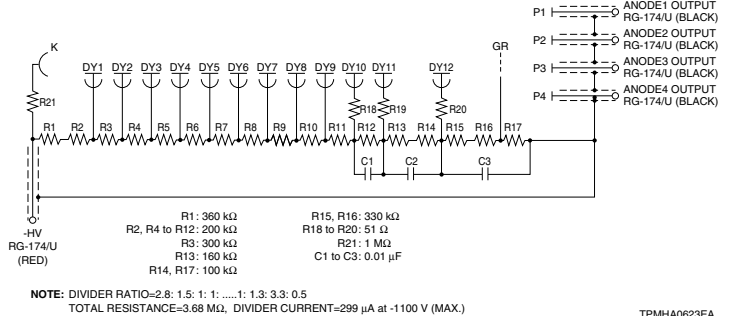 P1
ANODE1 OUTPUT
RG-174/U (BLACK)
P2
ANODE2 OUTPUT
RG-174/U (BLACK)
P3
ANODE3 OUTPUT
RG-174/U (BLACK)
P4
ANODE4 OUTPUT
RG-174/U (BLACK)
K
GR
DY1 DY2 DY3 DY4 DY5 DY6 DY7 DY8 DY9 DY10 DY11 DY12
R21 R18 R19 R20
R1 R2 R3 R4 R5 R6 R7 R8 R9 R10 R11 R12 R13 R14 R15 R16 R17
C1 C2 C3
-HV
RG-174/U
(RED)
R1: 360 kΩ
R2, R4 to R12: 200 kΩ
R3: 300 kΩ
R13: 160 kΩ
R14, R17: 100 kΩ
R15, R16: 330 kΩ
R18 to R20: 51 Ω
R21: 1 MΩ
C1 to C3: 0.01 µF
NOTE: DIVIDER RATIO=2.8: 1.5: 1: 1: .....1: 1.3: 3.3: 0.5
TOTAL RESISTANCE=3.68 MΩ, DIVIDER CURRENT=299 µA at -1100 V (MAX.)
TPMHA0623EA